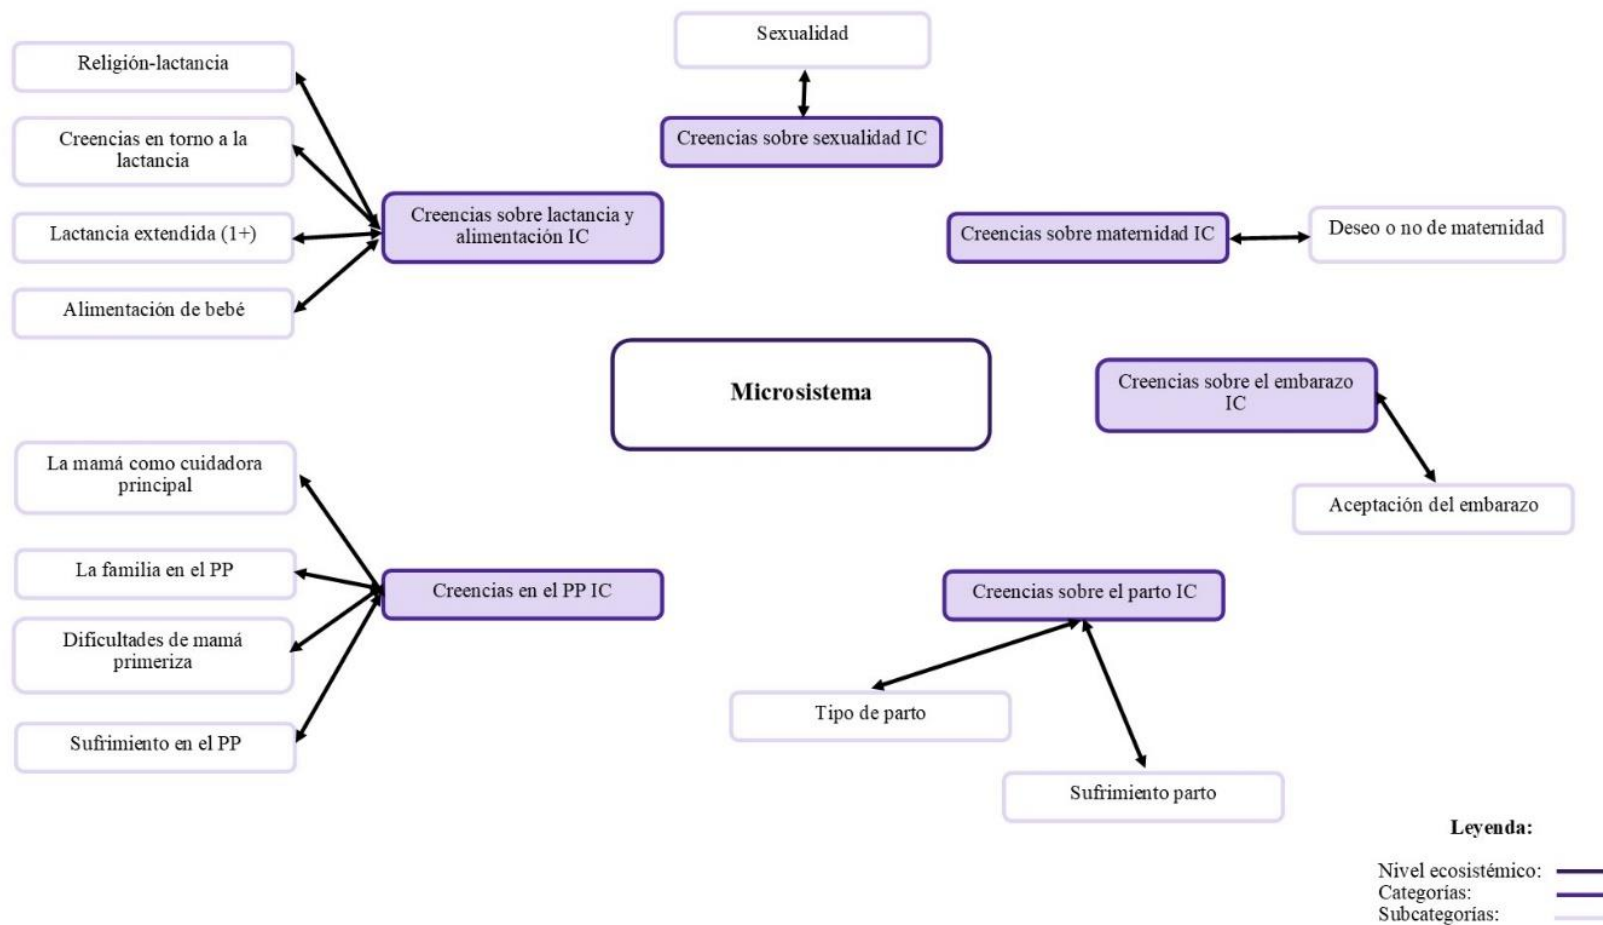 Sexualidad
Creencias sobre sexualidad IC
Religión-lactancia
Creencias en torno a la
lactancia
Lactancia extendida (1+)
Alimentación de bebé
Creencias sobre lactancia y
alimentación IC
Creencias sobre maternidad IC
Deseo o no de maternidad
Microsistema
Creencias sobre el embarazo
IC
Aceptación del embarazo
La mamá como cuidadora
principal
La familia en el PP
Dificultades de mamá
primeriza
Sufrimiento en el PP
Creencias en el PP IC
Creencias sobre el parto IC
Tipo de parto
Sufrimiento parto
Leyenda:
Nivel ecosistémico:
Categorías:
Subcategorías: